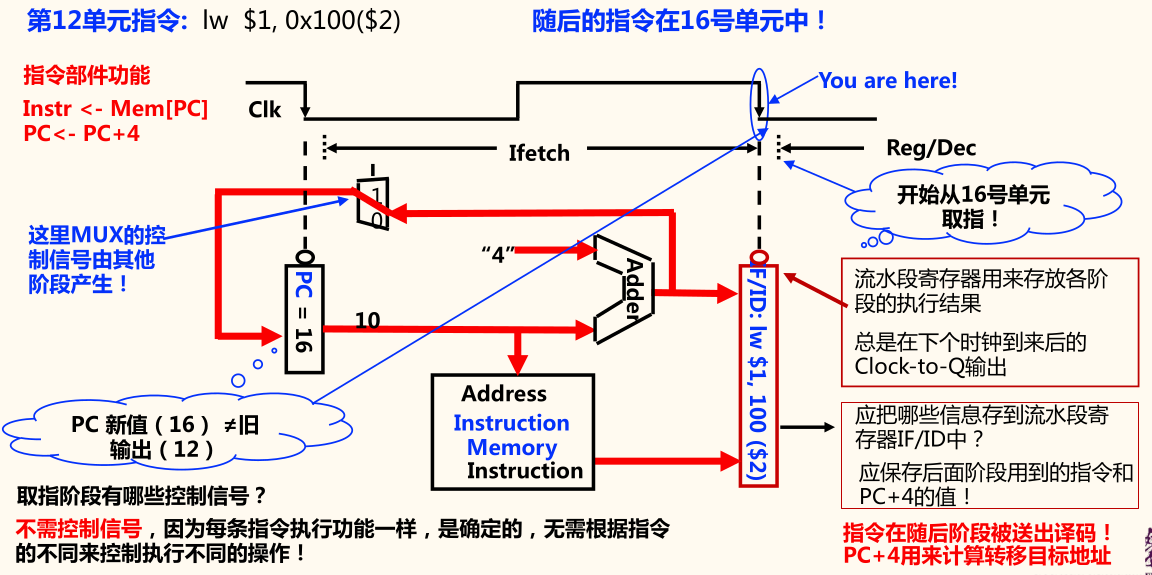 第12单元指令: lw $1, 0x100($2)
随后的指令在16号单元中！
指令部件功能
Instr <- Mem[PC]
PC<- PC+4
Clk
You are here!
Ifetch
Reg/Dec
开始从16号单元
取指！
1
0
这里MUX的控
制信号由其他
阶段产生！
“4”
Adder
PC = 16
10
IF/ID: lw $1, 100 ($2)
流水段寄存器用来存放各阶
段的执行结果
总是在下个时钟到来后的
Clock-to-Q输出
Address
Instruction
Memory
Instruction
PC 新值（16） ≠旧
输出（12）
应把哪些信息存到流水段寄
存器IF/ID中？
应保存后面阶段用到的指令和
PC+4的值！
取指阶段有哪些控制信号？
不需控制信号，因为每条指令执行功能一样，是确定的，无需根据指令
的不同来控制执行不同的操作！
指令在随后阶段被送出译码！
PC+4用来计算转移目标地址